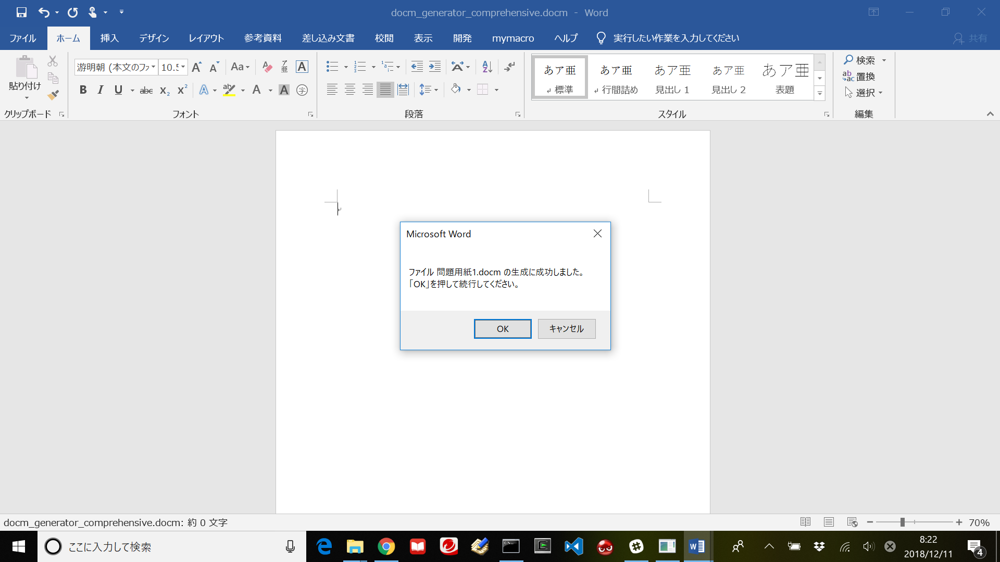 docm_generator_comprehensive.docm - Word
ファイル ホーム 挿入 デザイン レイアウト 参考資料 差し込み文書 校閲 表示 開発 mymacro ヘルプ 実行したい作業を入力してください 共有
貼り付け
クリップボード
游明朝 (本文のフォ 10.5
フォント
段落
あア亜 あア亜 あア亜 あア亜 あア亜
標準 行間詰め 見出し 1 見出し 2 表題
スタイル
検索
置換
選択
編集
Microsoft Word
ファイル 問題用紙1.docm の生成に成功しました。
「OK」を押して続行してください。
OK キャンセル
docm_generator_comprehensive.docm: 約 0 文字
70%
ここに入力して検索
8:22
2018/12/11
4